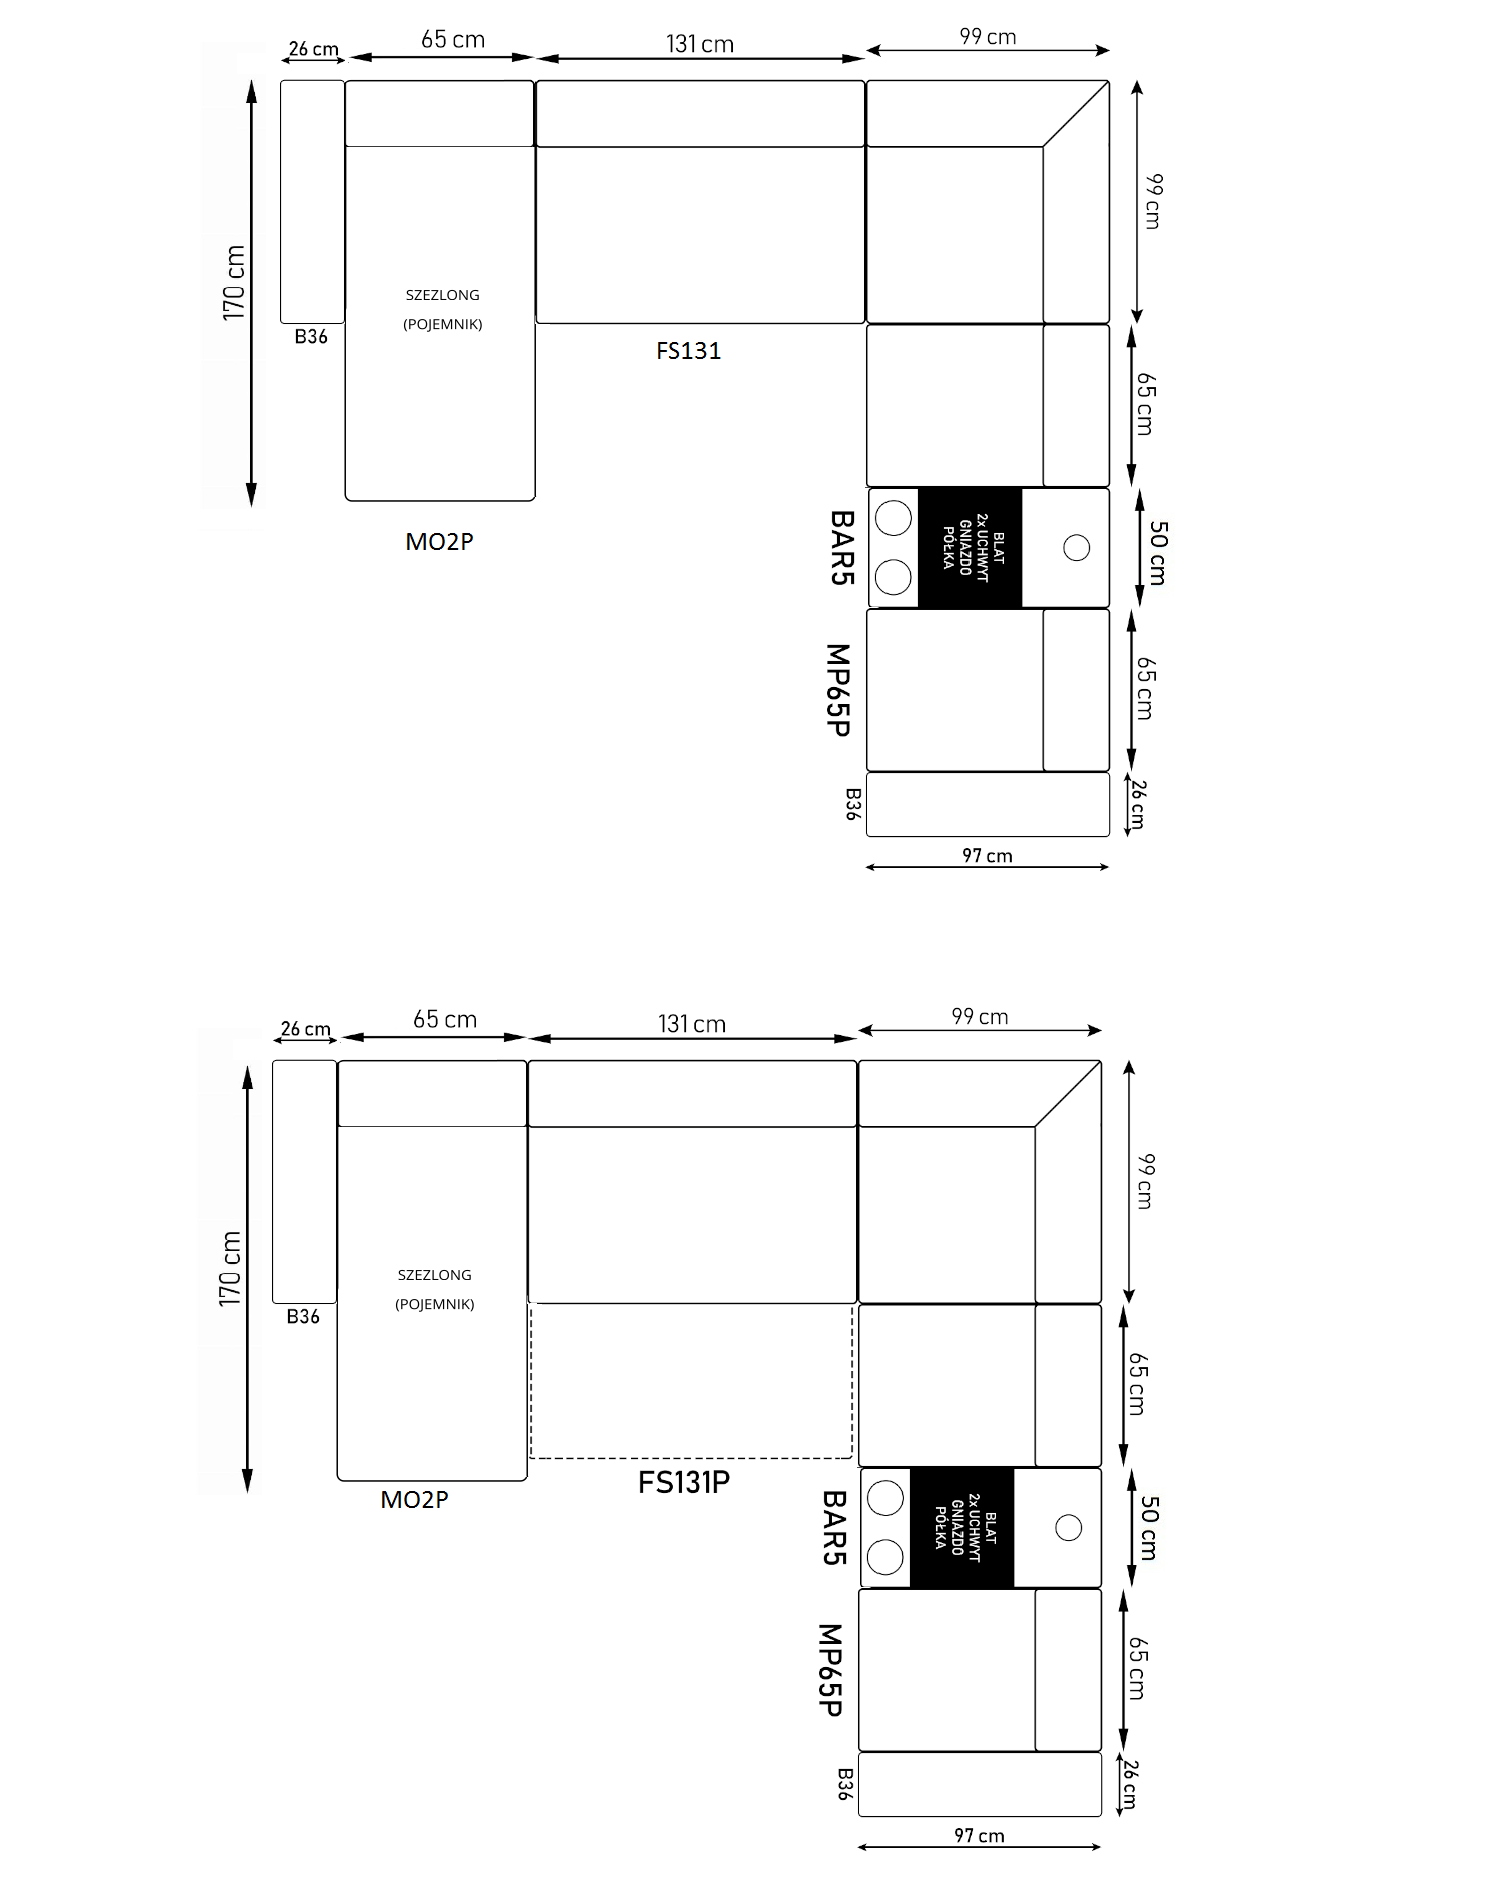 26 cm
65 cm
131 cm
99 cm
99 cm
170 cm
SZEZLONG
(POJEMNIK)
B36
FS131
65 cm
MO2P
BAR5
BLAT
2x UCHWYT
GNIAZDO
PÓŁKA
50 cm
MP65P
65 cm
B36
26 cm
97 cm
26 cm
65 cm
131 cm
99 cm
99 cm
170 cm
SZEZLONG
(POJEMNIK)
B36
65 cm
FS131P
MO2P
BAR5
BLAT
2x UCHWYT
GNIAZDO
PÓŁKA
50 cm
MP65P
65 cm
B36
26 cm
97 cm